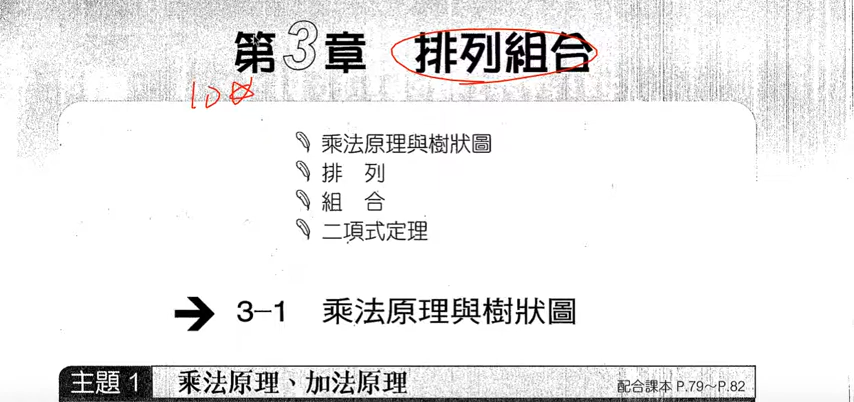 第3章 排列組合
10
乘法原理與樹狀圖
排 列
組 合
二項式定理
→ 3-1 乘法原理與樹狀圖
主題1 乘法原理、加法原理 配合課本 P.79~P.82